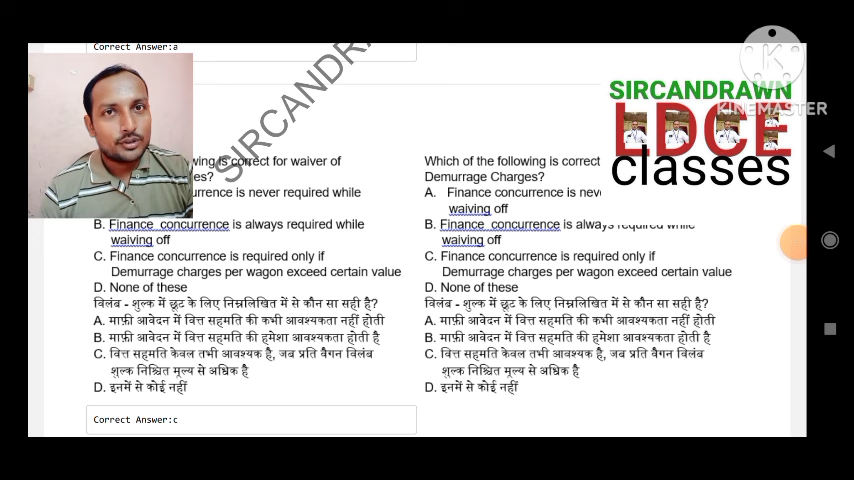 Correct Answer:a
SIRCANDRA
SIRCANDRAWN
KINEMASTER
LDCE
classes
wing is correct for waiver of
es?
urrence is never required while
B. Finance concurrence is always required while
waiving off
C. Finance concurrence is required only if
Demurrage charges per wagon exceed certain value
D. None of these
विलंब - शुल्क में छूट के लिए निम्नलिखित में से कौन सा सही है?
A. माफ़ी आवेदन में वित्त सहमति की कभी आवश्यकता नहीं होती
B. माफ़ी आवेदन में वित्त सहमति की हमेशा आवश्यकता होती है
C. वित्त सहमति केवल तभी आवश्यक है, जब प्रति वैगन विलंब
शुल्क निश्चित मूल्य से अधिक है
D. इनमें से कोई नहीं
Correct Answer:c
Which of the following is correct
Demurrage Charges?
A. Finance concurrence is nev
waiving off
B. Finance concurrence is always required while
waiving off
C. Finance concurrence is required only if
Demurrage charges per wagon exceed certain value
D. None of these
विलंब - शुल्क में छूट के लिए निम्नलिखित में से कौन सा सही है?
A. माफ़ी आवेदन में वित्त सहमति की कभी आवश्यकता नहीं होती
B. माफ़ी आवेदन में वित्त सहमति की हमेशा आवश्यकता होती है
C. वित्त सहमति केवल तभी आवश्यक है, जब प्रति वैगन विलंब
शुल्क निश्चित मूल्य से अधिक है
D. इनमें से कोई नहीं